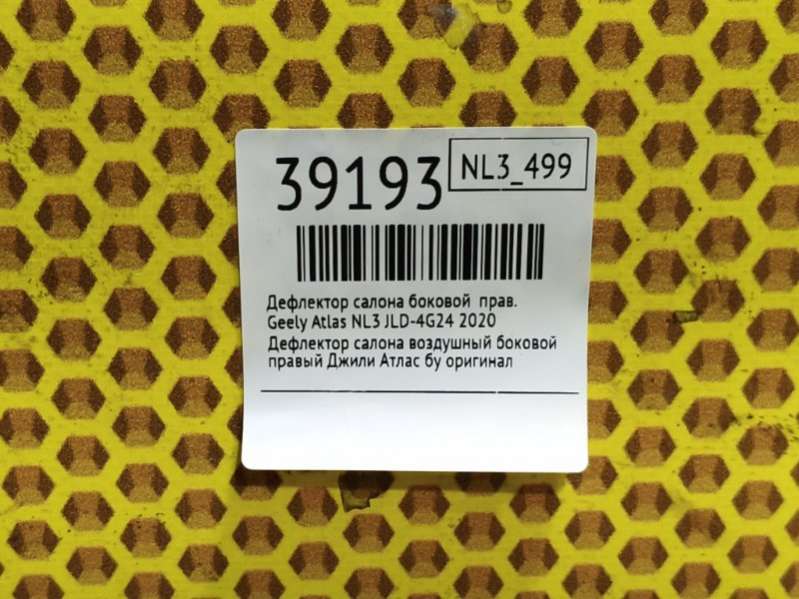 39193
NL3_499
Дефлектор салона боковой прав.
Geely Atlas NL3 JLD-4G24 2020
Дефлектор салона воздушный боковой
правый Джили Атлас бу оригинал